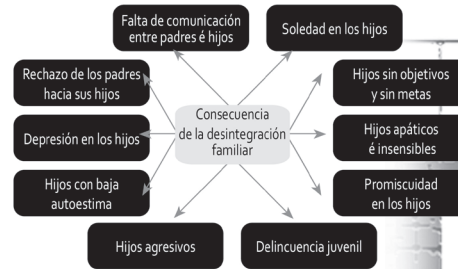 Falta de comunicación
entre padres é hijos
Soledad en los hijos
Rechazo de los padres
hacia sus hijos
Hijos sin objetivos
y sin metas
Consecuencia
de la desintegración
familiar
Depresión en los hijos
Hijos apáticos
é insensibles
Hijos con baja
autoestima
Promiscuidad
en los hijos
Hijos agresivos
Delincuencia juvenil